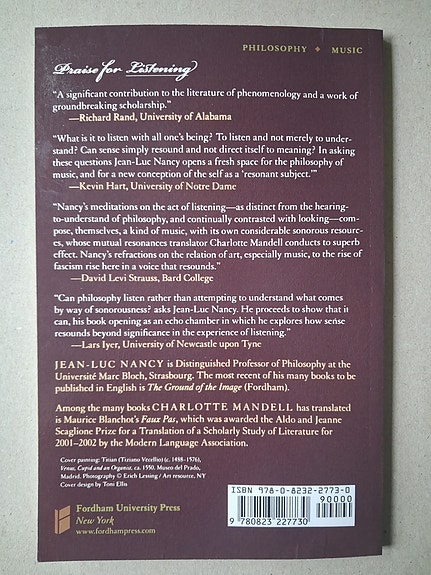 PHILOSOPHY ✦ MUSIC
Praise for Listening
“A significant contribution to the literature of phenomenology and a work of
groundbreaking scholarship.”
—Richard Rand, University of Alabama
“What is it to listen with all one’s being? To listen and not merely to under-
stand? Can sense simply resound and not direct itself to meaning? In asking
these questions Jean-Luc Nancy opens a fresh space for the philosophy of
music, and for a new conception of the self as a ‘resonant subject.’”
—Kevin Hart, University of Notre Dame
“Nancy’s meditations on the act of listening—as distinct from the hearing-
to-understand of philosophy, and continually contrasted with looking—com-
pose, themselves, a kind of music, with its own considerable sonorous resourc-
es, whose mutual resonances translator Charlotte Mandell conducts to superb
effect. Nancy’s refractions on the relation of art, especially music, to the rise of
fascism rise here in a voice that resounds.”
—David Levi Strauss, Bard College
“Can philosophy listen rather than attempting to understand what comes
by way of sonorousness? asks Jean-Luc Nancy. He proceeds to show that it
can, his book opening as an echo chamber in which he explores how sense
resounds beyond significance in the experience of listening.”
—Lars Iyer, University of Newcastle upon Tyne
JEAN-LUC NANCY is Distinguished Professor of Philosophy at the
Université Marc Bloch, Strasbourg. The most recent of his many books to be
published in English is The Ground of the Image (Fordham).
Among the many books CHARLOTTE MANDELL has translated
is Maurice Blanchot’s Faux Pas, which was awarded the Aldo and Jeanne
Scaglione Prize for a Translation of a Scholarly Study of Literature for
2001–2002 by the Modern Language Association.
Cover painting: Titian (Tiziano Vecellio) (c. 1488–1576),
Venus, Cupid and an Organist, ca. 1550. Museo del Prado,
Madrid. Photography © Erich Lessing / Art resource, NY
Cover design by Toni Ellis
Fordham University Press
New York
www.fordhampress.com
ISBN 978-0-8232-2773-0
90000
9 780823 227730